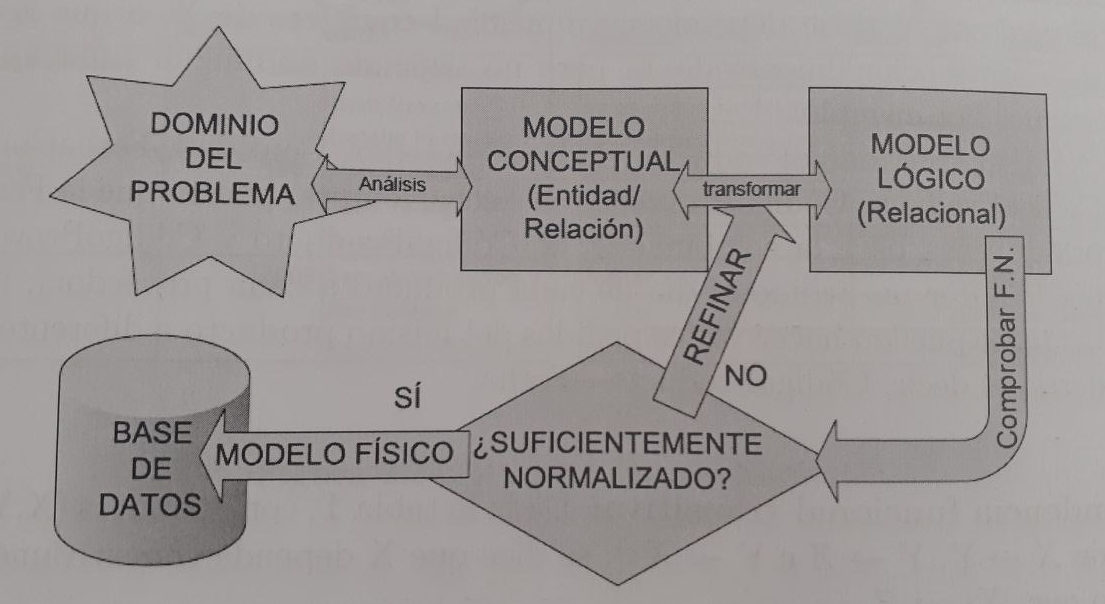 DOMINIO
DEL
PROBLEMA
Análisis
MODELO
CONCEPTUAL
(Entidad/
Relación)
transformar
MODELO
LÓGICO
(Relacional)
Comprobar F.N.
REFINAR
NO
¿SUFICIENTEMENTE
NORMALIZADO?
SÍ
MODELO FÍSICO
BASE
DE
DATOS